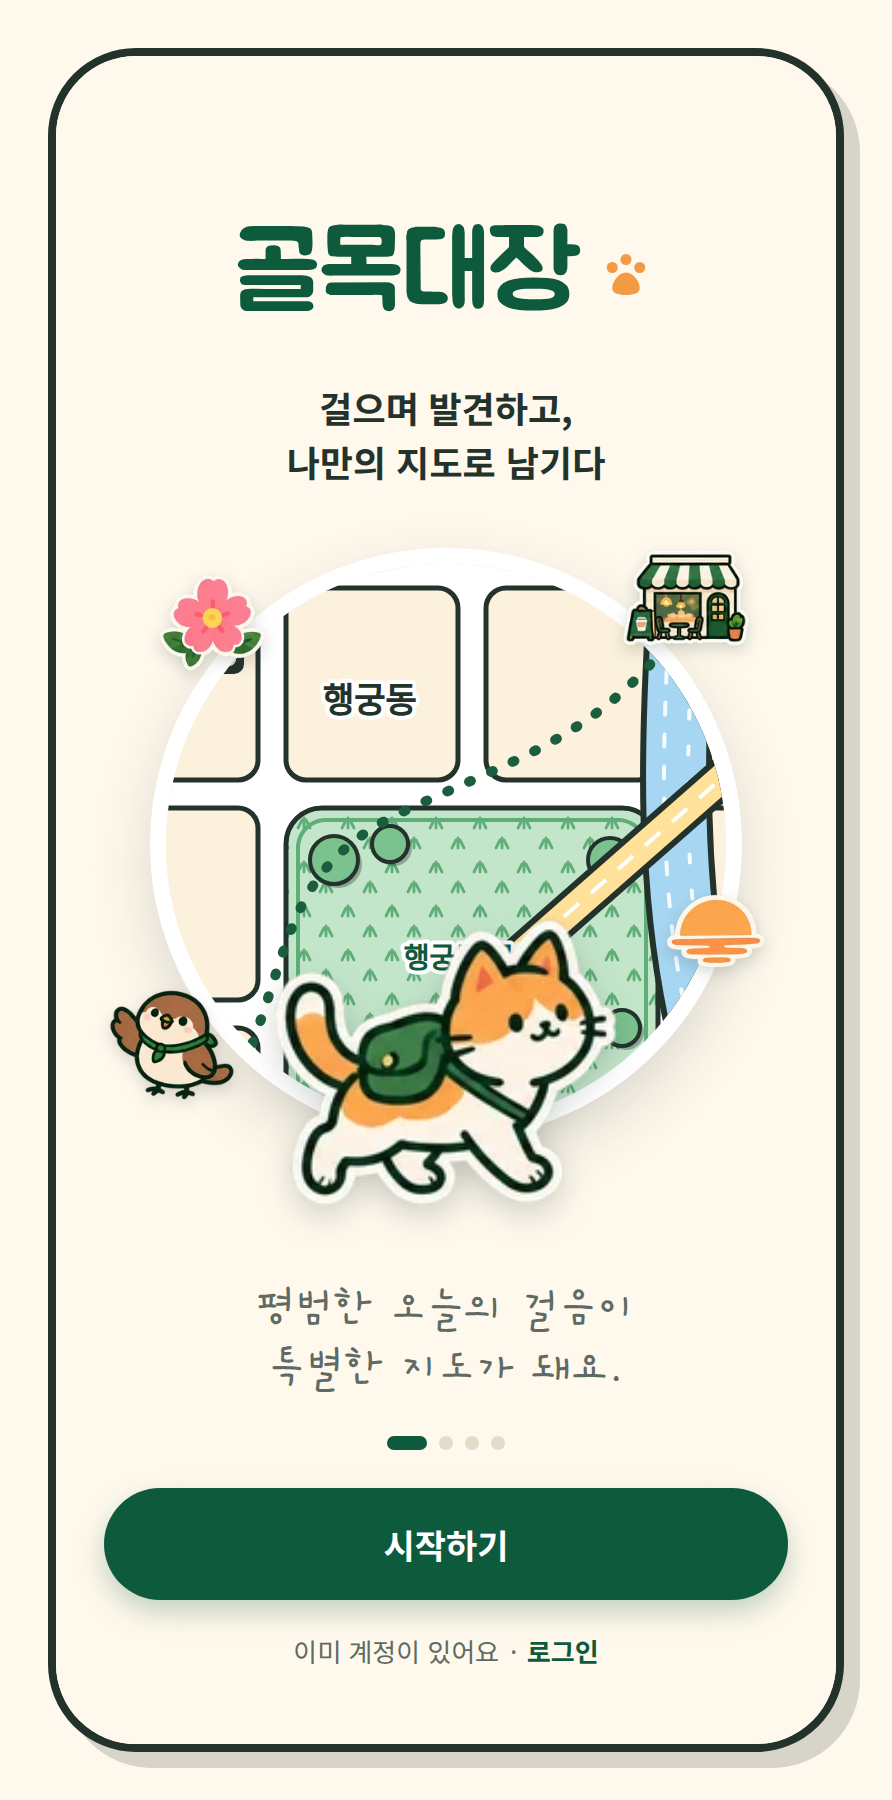 골목대장
걸으며 발견하고,
나만의 지도로 남기다
행궁동
행궁
평범한 오늘의 걸음이
특별한 지도가 돼요.
시작하기
이미 계정이 있어요 · 로그인